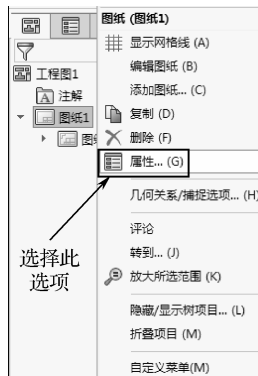 图纸 (图纸1)
显示网格线 (A)
编辑图纸 (B)
添加图纸... (C)
工程图1
A 注解
复制 (D)
图纸1
删除 (F)
属性... (G)
几何关系/捕捉选项... (H)
评论
选择此
选项
转到... (J)
放大所选范围 (K)
隐藏/显示树项目... (L)
折叠项目 (M)
自定义菜单(M)